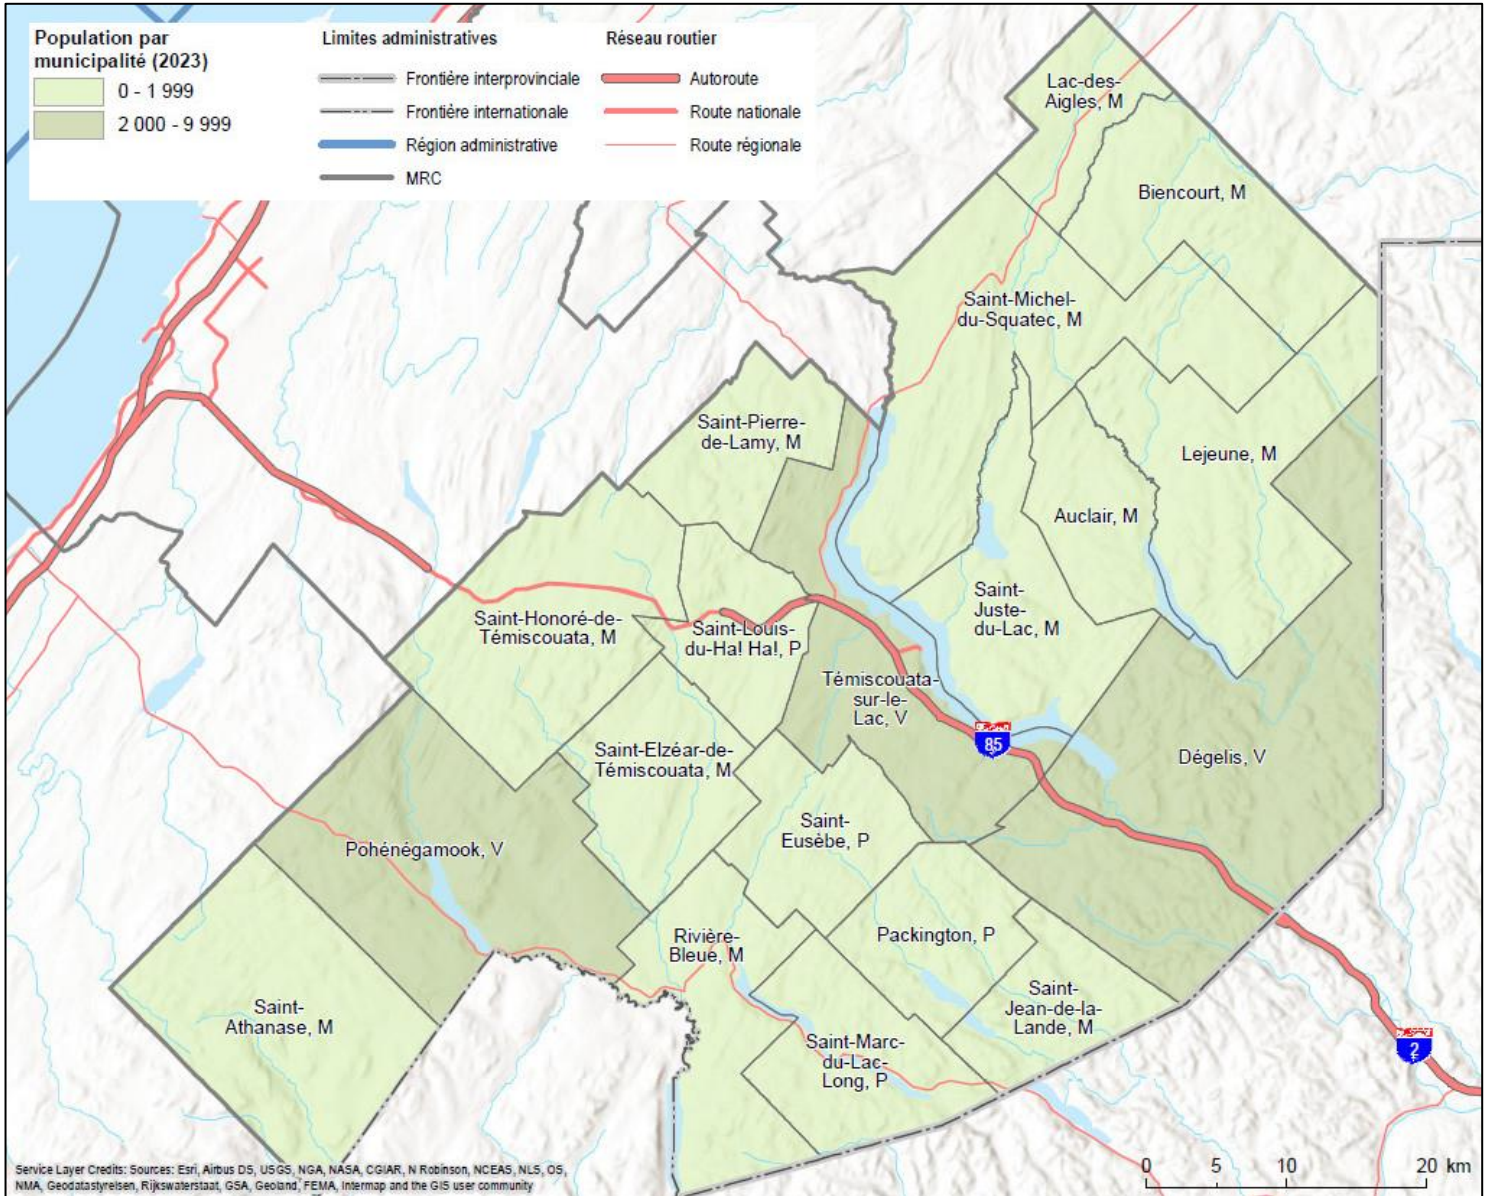 Population par
municipalité (2023)
0 - 1 999
2 000 - 9 999
Limites administratives
Frontière interprovinciale
Frontière internationale
Région administrative
MRC
Réseau routier
Autoroute
Route nationale
Route régionale
Lac-des-
Aigles, M
Biencourt, M
Saint-Michel-
du-Squatec, M
Saint-Pierre-
de-Lamy, M
Lejeune, M
Auclair, M
Saint-Honoré-de-
Témiscouata, M
Saint-Louis-
du-Ha! Ha!, P
Saint-
Juste-
du-Lac, M
Témiscouata-
sur-le-
Lac, V
85
Saint-Elzéar-de-
Témiscouata, M
Dégelis, V
Saint-
Eusèbe, P
Pohénégamook, V
Rivière-
Bleue, M
Packington, P
Saint-
Athanase, M
Saint-
Jean-de-la-
Lande, M
Saint-Marc-
du-Lac-
Long, P
2
Service Layer Credits: Sources: Esri, Airbus DS, USGS, NGA, NASA, CGIAR, N Robinson, NCEAS, NLS, OS,
NMA, Geodatastyrelsen, Rijkswaterstaat, GSA, Geoland, FEMA, Intermap and the GIS user community
0 5 10 20 km